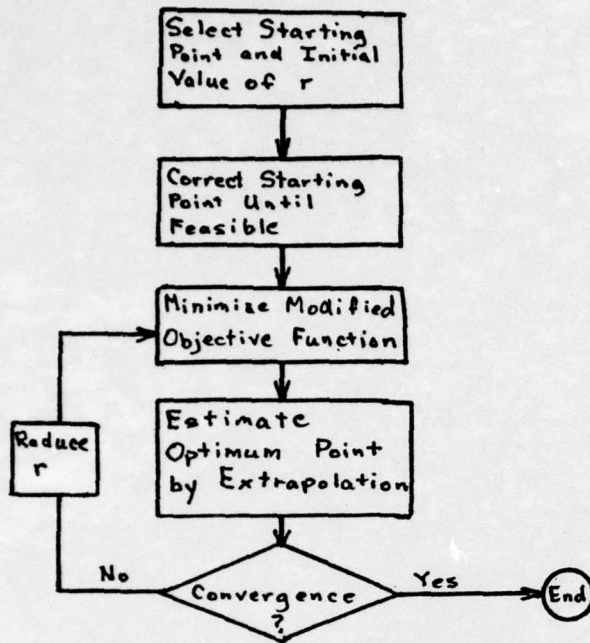 Select Starting
Point and Initial
Value of r
Correct Starting
Point Until
Feasible
Minimize Modified
Objective Function
Estimate
Optimum Point
by Extrapolation
Reduce
r
Convergence
?
No
Yes
End